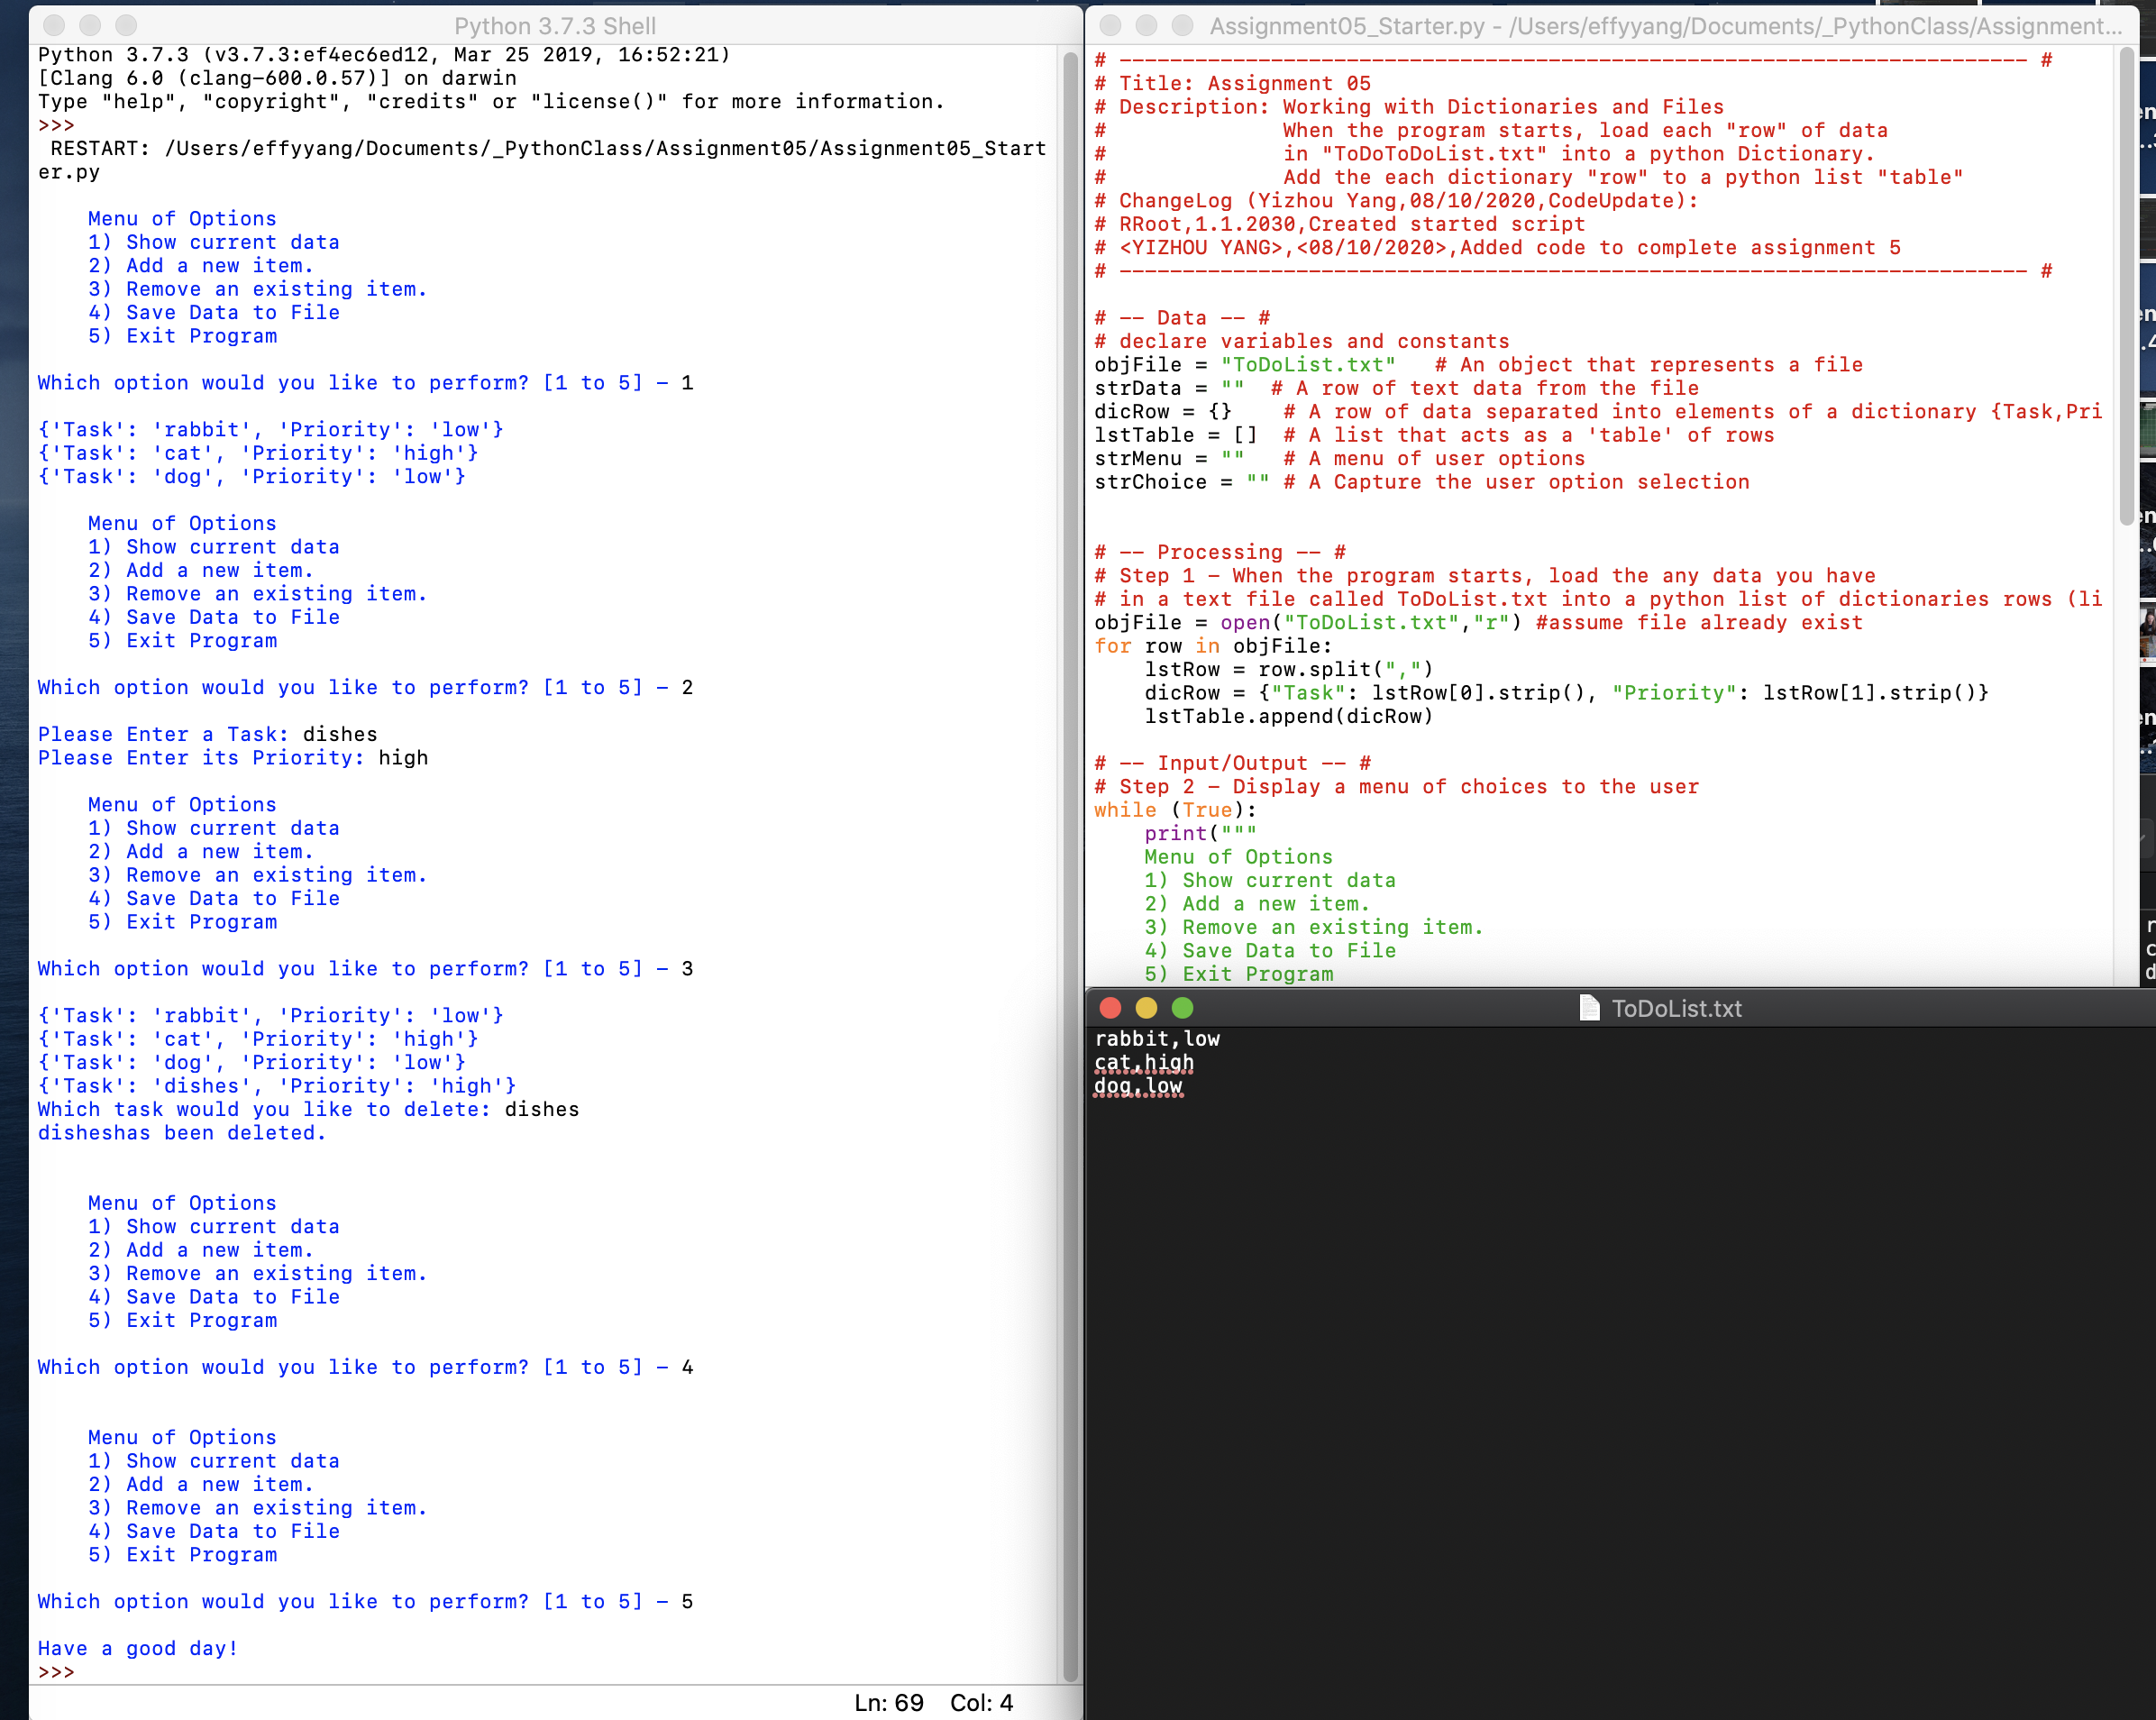 Python 3.7.3 Shell
Python 3.7.3 (v3.7.3:ef4ec6ed12, Mar 25 2019, 16:52:21)
[Clang 6.0 (clang-600.0.57)] on darwin
Type "help", "copyright", "credits" or "license()" for more information.
>>>
 RESTART: /Users/effyyang/Documents/_PythonClass/Assignment05/Assignment05_Start
er.py

    Menu of Options
    1) Show current data
    2) Add a new item.
    3) Remove an existing item.
    4) Save Data to File
    5) Exit Program

Which option would you like to perform? [1 to 5] - 1

{'Task': 'rabbit', 'Priority': 'low'}
{'Task': 'cat', 'Priority': 'high'}
{'Task': 'dog', 'Priority': 'low'}

    Menu of Options
    1) Show current data
    2) Add a new item.
    3) Remove an existing item.
    4) Save Data to File
    5) Exit Program

Which option would you like to perform? [1 to 5] - 2

Please Enter a Task: dishes
Please Enter its Priority: high

    Menu of Options
    1) Show current data
    2) Add a new item.
    3) Remove an existing item.
    4) Save Data to File
    5) Exit Program

Which option would you like to perform? [1 to 5] - 3

{'Task': 'rabbit', 'Priority': 'low'}
{'Task': 'cat', 'Priority': 'high'}
{'Task': 'dog', 'Priority': 'low'}
{'Task': 'dishes', 'Priority': 'high'}
Which task would you like to delete: dishes
disheshas been deleted.

    Menu of Options
    1) Show current data
    2) Add a new item.
    3) Remove an existing item.
    4) Save Data to File
    5) Exit Program

Which option would you like to perform? [1 to 5] - 4

    Menu of Options
    1) Show current data
    2) Add a new item.
    3) Remove an existing item.
    4) Save Data to File
    5) Exit Program

Which option would you like to perform? [1 to 5] - 5

Have a good day!
>>>
Ln: 69 Col: 4
Assignment05_Starter.py - /Users/effyyang/Documents/_PythonClass/Assignment...
# ------------------------------------------------------------------------ #
# Title: Assignment 05
# Description: Working with Dictionaries and Files
#              When the program starts, load each "row" of data
#              in "ToDoToDoList.txt" into a python Dictionary.
#              Add the each dictionary "row" to a python list "table"
# ChangeLog (Yizhou Yang,08/10/2020,CodeUpdate):
# RRoot,1.1.2030,Created started script
# <YIZHOU YANG>,<08/10/2020>,Added code to complete assignment 5
# ------------------------------------------------------------------------ #

# -- Data -- #
# declare variables and constants
objFile = "ToDoList.txt"   # An object that represents a file
strData = ""  # A row of text data from the file
dicRow = {}    # A row of data separated into elements of a dictionary {Task,Pri
lstTable = []  # A list that acts as a 'table' of rows
strMenu = ""   # A menu of user options
strChoice = "" # A Capture the user option selection

# -- Processing -- #
# Step 1 - When the program starts, load the any data you have
# in a text file called ToDoList.txt into a python list of dictionaries rows (li
objFile = open("ToDoList.txt","r") #assume file already exist
for row in objFile:
    lstRow = row.split(",")
    dicRow = {"Task": lstRow[0].strip(), "Priority": lstRow[1].strip()}
    lstTable.append(dicRow)

# -- Input/Output -- #
# Step 2 - Display a menu of choices to the user
while (True):
    print("""
    Menu of Options
    1) Show current data
    2) Add a new item.
    3) Remove an existing item.
    4) Save Data to File
    5) Exit Program
ToDoList.txt
rabbit,low
cat,high
dog,low